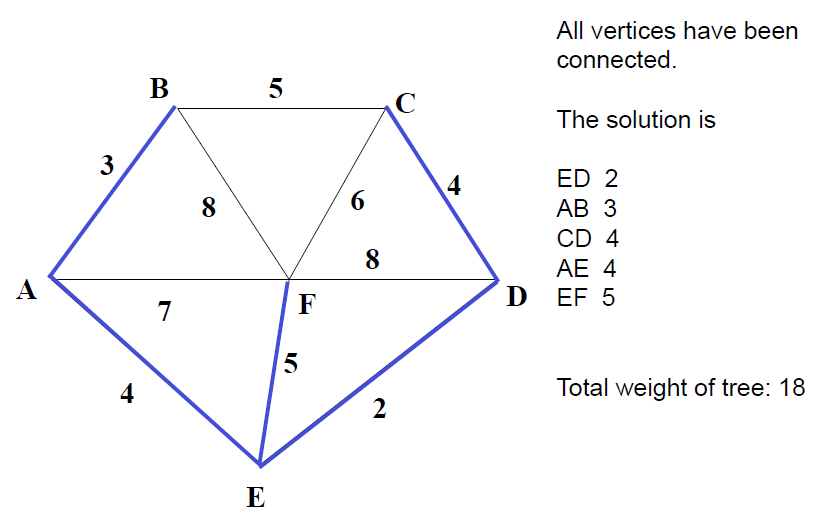 All vertices have been
connected.
The solution is
ED 2
AB 3
CD 4
AE 4
EF 5
Total weight of tree: 18
B
5
C
3
8
6
4
A
7
F
8
D
4
5
2
E